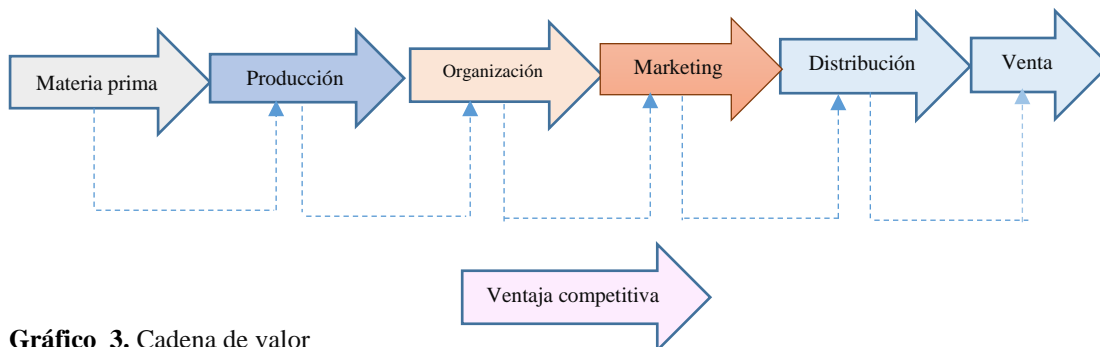 Materia prima
Producción
Organización
Marketing
Distribución
Venta
Ventaja competitiva
Gráfico 3. Cadena de valor